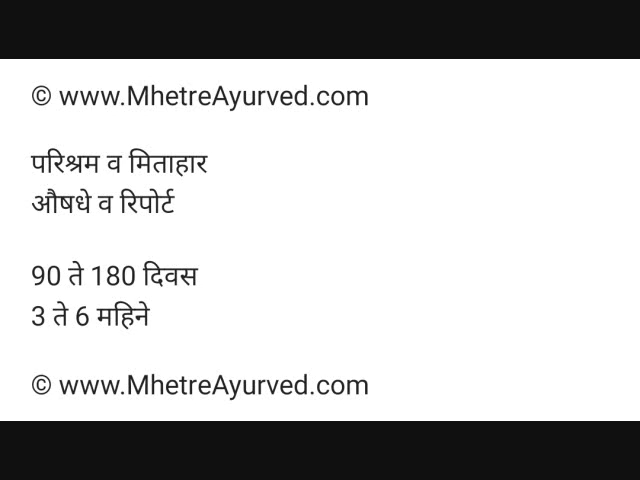 © www.MhetreAyurved.com
परिश्रम व मिताहार
औषधे व रिपोर्ट
90 ते 180 दिवस
3 ते 6 महिने
© www.MhetreAyurved.com